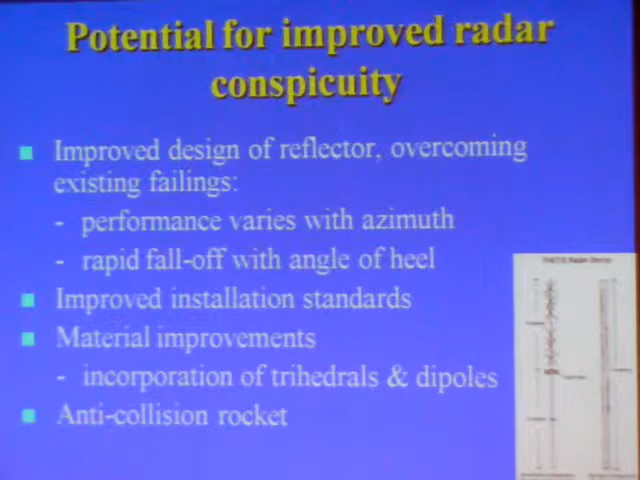 Potential for improved radar
conspicuity
Improved design of reflector, overcoming
existing failings:
- performance varies with azimuth
- rapid fall-off with angle of heel
Improved installation standards
Material improvements
- incorporation of trihedrals & dipoles
Anti-collision rocket
Radar